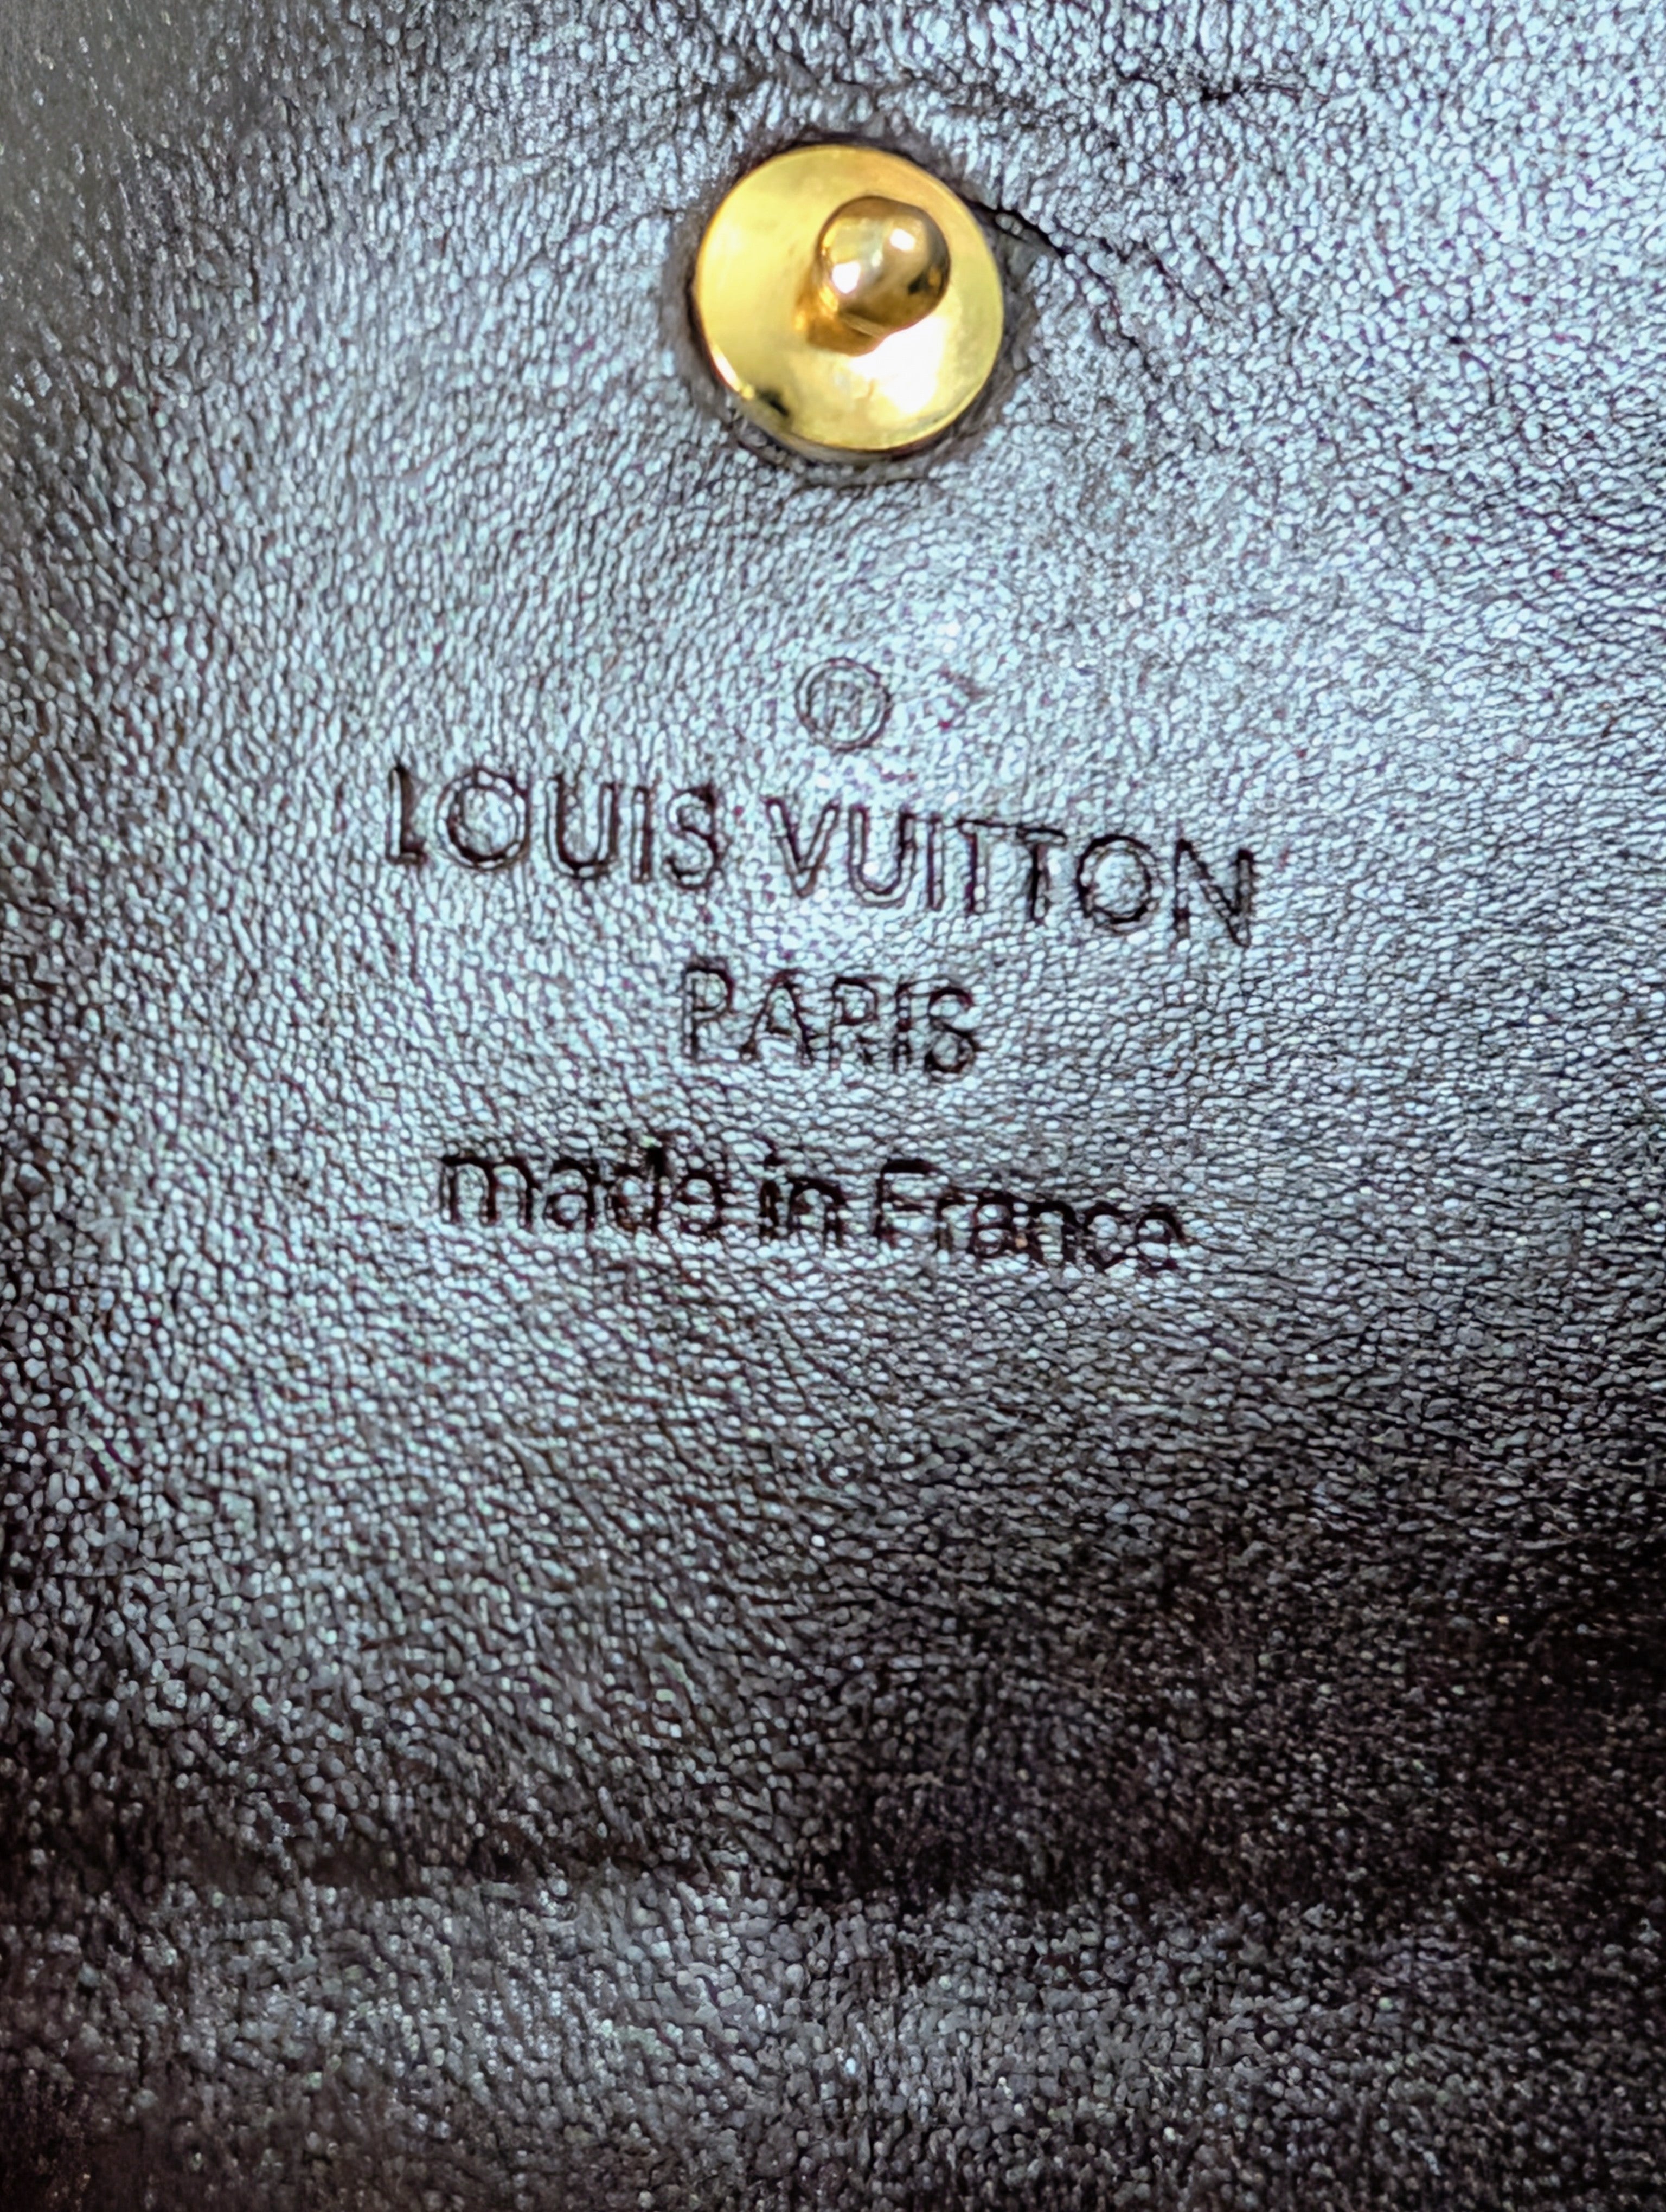 ®
LOUIS VUITTON
PARIS
made in France